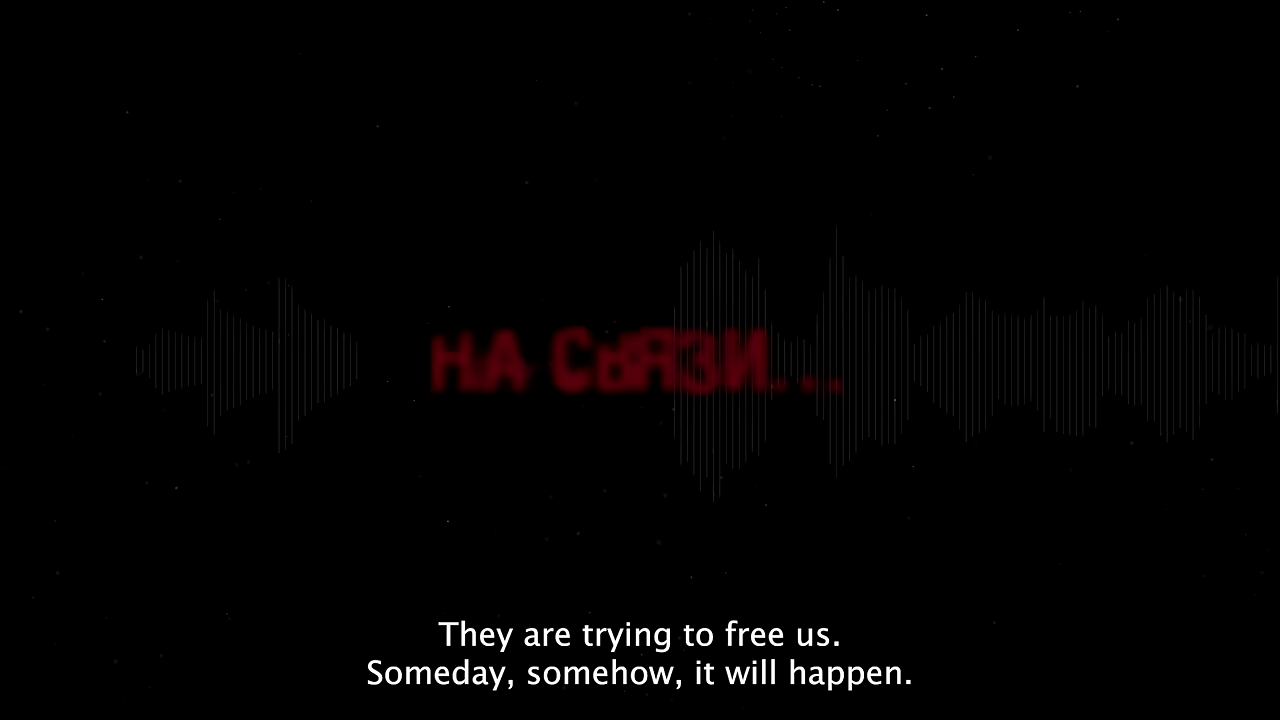 НА СВЯЗИ...
They are trying to free us.
Someday, somehow, it will happen.